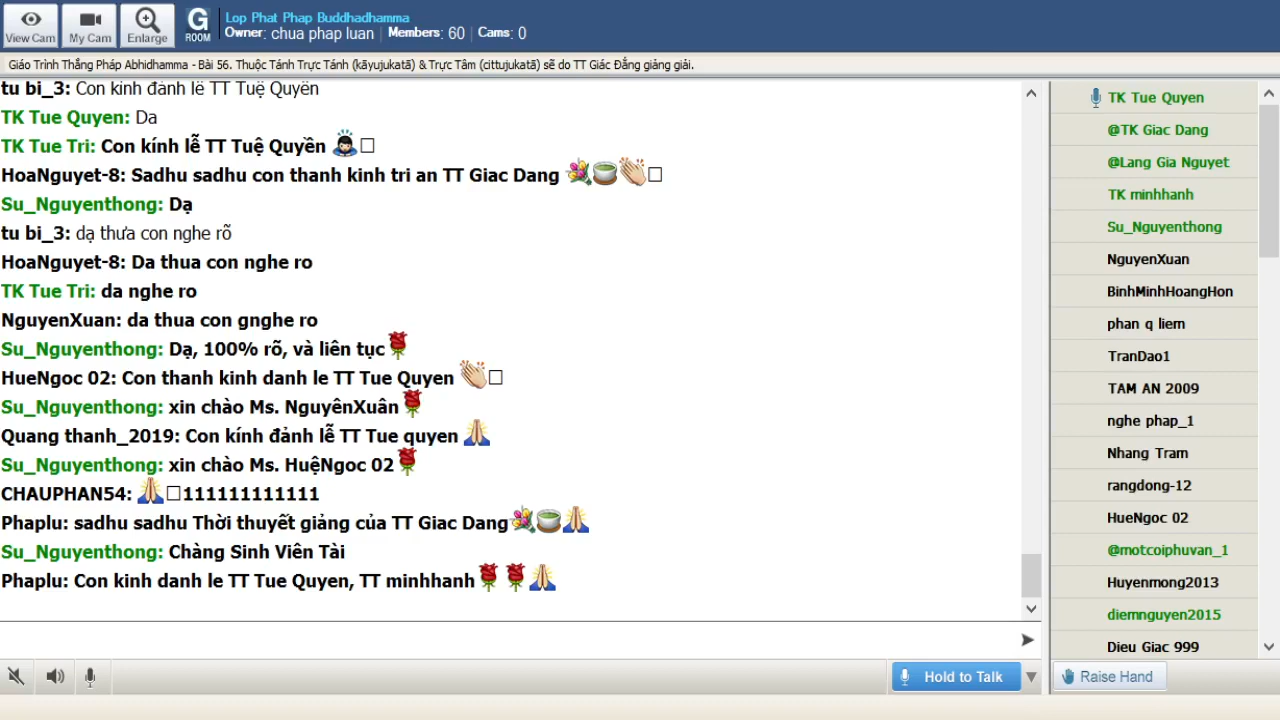 View Cam
My Cam
Enlarge
G
ROOM
Lop Phat Phap Buddhadhamma
Owner: chua phap luan | Members: 60 | Cams: 0
Giáo Trình Thắng Pháp Abhidhamma - Bài 56. Thuộc Tánh Trực Tánh (kāyujukatā) & Trực Tâm (cittujukatā) sẽ do TT Giác Đẳng giảng giải.
tu bi_3: Con kính đảnh lễ TT Tuệ Quyền
TK Tue Quyen: Da
TK Tue Tri: Con kính lễ TT Tuệ Quyền
HoaNguyet-8: Sadhu sadhu con thanh kinh tri an TT Giac Dang
Su_Nguyenthong: Dạ
tu bi_3: dạ thưa con nghe rõ
HoaNguyet-8: Da thua con nghe ro
TK Tue Tri: da nghe ro
NguyenXuan: da thua con gnghe ro
Su_Nguyenthong: Dạ, 100% rõ, và liên tục
HueNgoc 02: Con thanh kinh danh le TT Tue Quyen
Su_Nguyenthong: xin chào Ms. NguyênXuân
Quang thanh_2019: Con kính đảnh lễ TT Tue quyen
Su_Nguyenthong: xin chào Ms. HuệNgoc 02
CHAUPHAN54: 111111111111
Phaplu: sadhu sadhu Thời thuyết giảng của TT Giac Dang
Su_Nguyenthong: Chàng Sinh Viên Tài
Phaplu: Con kinh danh le TT Tue Quyen, TT minhhanh
TK Tue Quyen
@TK Giac Dang
@Lang Gia Nguyet
TK minhhanh
Su_Nguyenthong
NguyenXuan
BinhMinhHoangHon
phan q liem
TranDao1
TAM AN 2009
nghe phap_1
Nhang Tram
rangdong-12
HueNgoc 02
@motcoiphuvan_1
Huyenmong2013
diemnguyen2015
Dieu Giac 999
Hold to Talk
Raise Hand